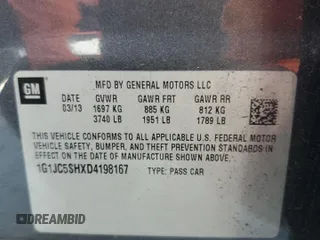 GM
MFD BY GENERAL MOTORS LLC
DATE GVWR GAWR FRT GAWR RR
03/13 1697 KG 885 KG 812 KG
3740 LB 1951 LB 1789 LB
THIS VEHICLE CONFORMS TO ALL APPLICABLE U.S. FEDERAL MOTOR
VEHICLE SAFETY, BUMPER, AND THEFT PREVENTION STANDARDS
IN EFFECT ON THE DATE OF MANUFACTURE SHOWN ABOVE.
1G1JC5SHXD4198167 TYPE: PASS CAR
AUTOBIDMASTER